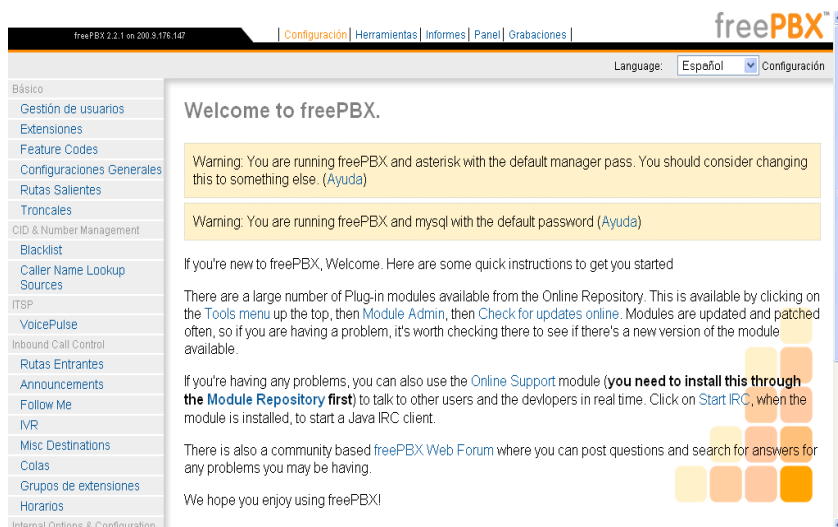 freePBX 2.2.1 on 200.9.176.147
Configuración| Herramientas| Informes| Panel| Grabaciones|
freePBX™
Language: Español Configuración
Básico
Gestión de usuarios
Extensiones
Feature Codes
Configuraciones Generales
Rutas Salientes
Troncales
CID & Number Management
Blacklist
Caller Name Lookup
Sources
ITSP
VoicePulse
Inbound Call Control
Rutas Entrantes
Announcements
Follow Me
IVR
Misc Destinations
Colas
Grupos de extensiones
Horarios
Internal Options & Configuration
Welcome to freePBX.
Warning: You are running freePBX and asterisk with the default manager pass. You should consider changing
this to something else. (Ayuda)
Warning: You are running freePBX and mysql with the default password (Ayuda)
If you're new to freePBX, Welcome. Here are some quick instructions to get you started
There are a large number of Plug-in modules available from the Online Repository. This is available by clicking on
the Tools menu up the top, then Module Admin, then Check for updates online. Modules are updated and patched
often, so if you are having a problem, it's worth checking there to see if there's a new version of the module
available.
If you're having any problems, you can also use the Online Support module (you need to install this through
the Module Repository first) to talk to other users and the devlopers in real time. Click on Start IRC, when the
module is installed, to start a Java IRC client.
There is also a community based freePBX Web Forum where you can post questions and search for answers for
any problems you may be having.
We hope you enjoy using freePBX!